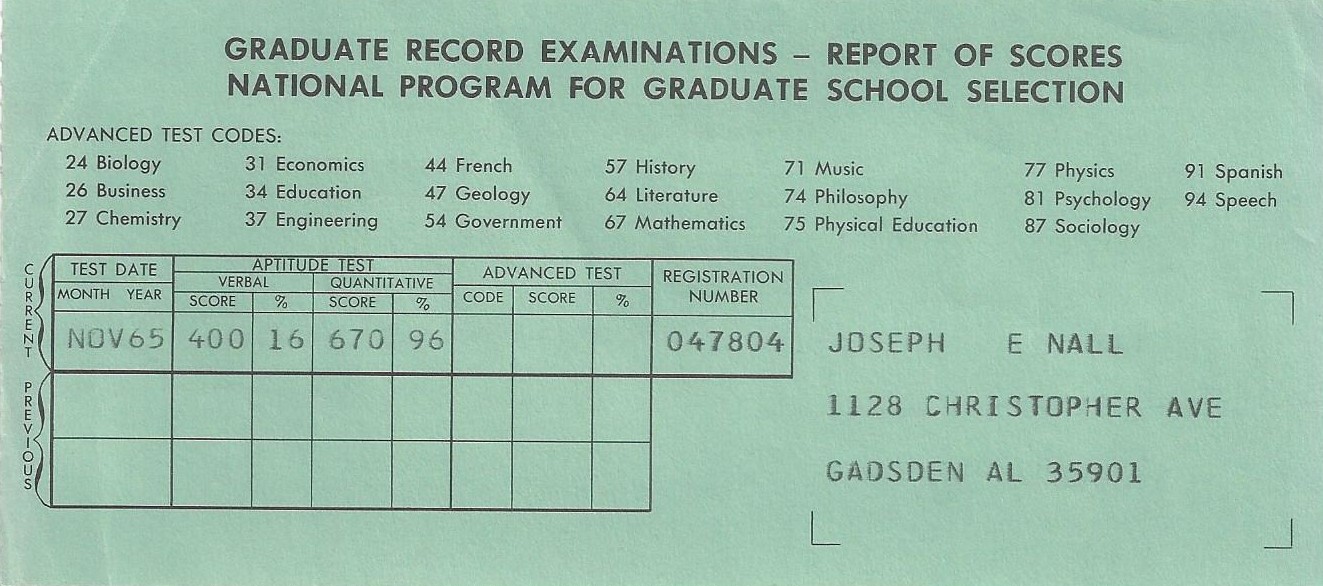 GRADUATE RECORD EXAMINATIONS – REPORT OF SCORES
NATIONAL PROGRAM FOR GRADUATE SCHOOL SELECTION
ADVANCED TEST CODES:
24 Biology 31 Economics 44 French 57 History 71 Music 77 Physics 91 Spanish
26 Business 34 Education 47 Geology 64 Literature 74 Philosophy 81 Psychology 94 Speech
27 Chemistry 37 Engineering 54 Government 67 Mathematics 75 Physical Education 87 Sociology
CURRENT
TEST DATE APTITUDE TEST ADVANCED TEST REGISTRATION NUMBER
VERBAL QUANTITATIVE
MONTH YEAR SCORE % SCORE % CODE SCORE %
NOV65 400 16 670 96 047804
PREVIOUS
JOSEPH E NALL
1128 CHRISTOPHER AVE
GADSDEN AL 35901